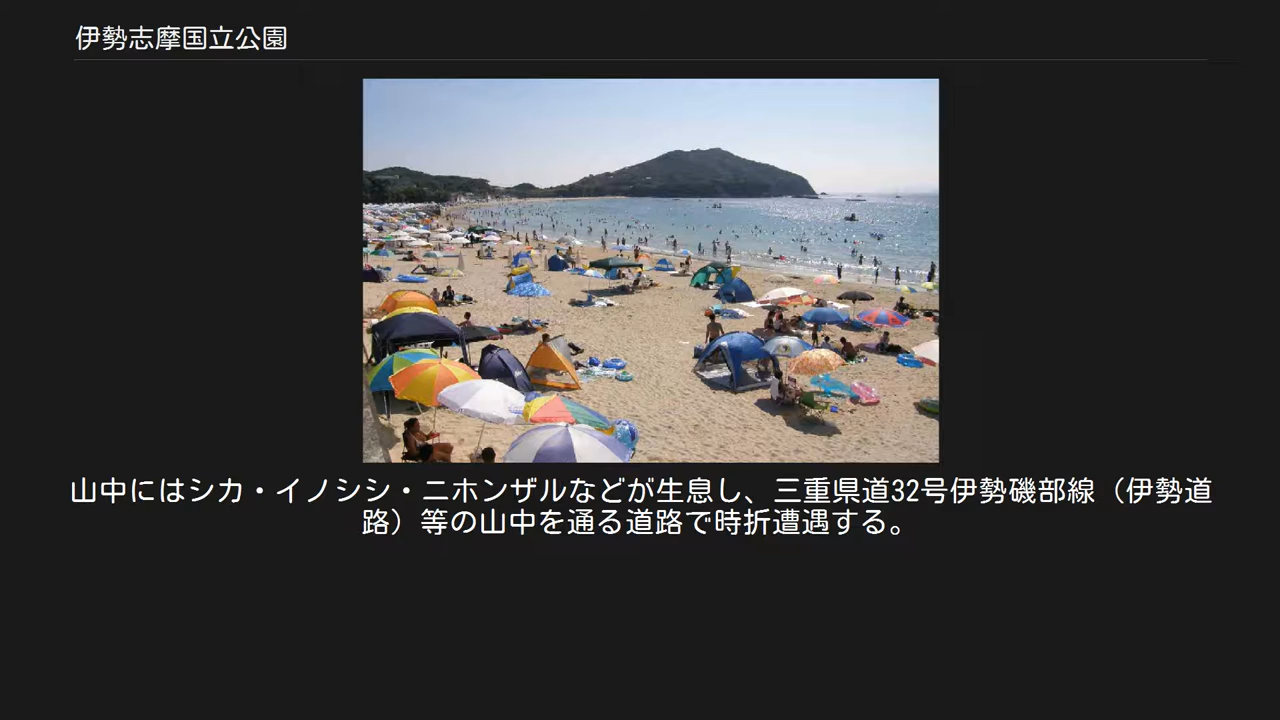 伊勢志摩国立公園
山中にはシカ・イノシシ・ニホンザルなどが生息し、三重県道32号伊勢磯部線（伊勢道
路）等の山中を通る道路で時折遭遇する。